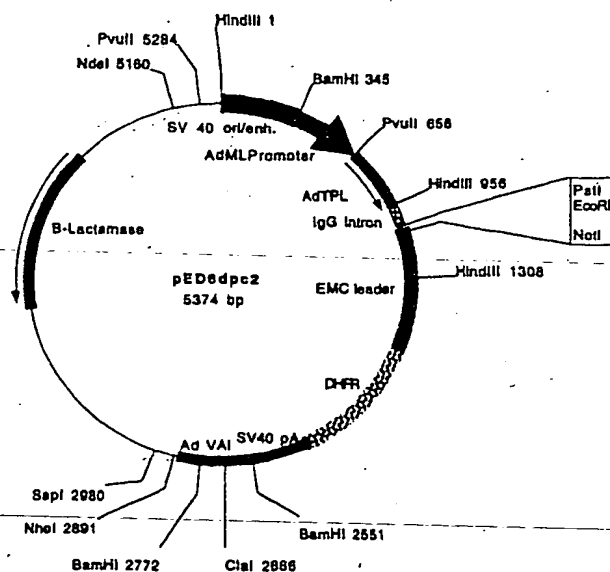 HindIII 1
PvuII 5284
NdeI 5160
BamHI 345
SV 40 ori/enh.
PvuII 656
AdMLPromoter
HindIII 956
AdTPL
PstI
IgG Intron
EcoRI
B-Lactamase
NotI
pED6dpc2
HindIII 1308
EMC leader
5374 bp
DHFR
Ad VAI
SV40 pA
SapI 2980
NheI 2891
BamHI 2551
BamHI 2772
ClaI 2666